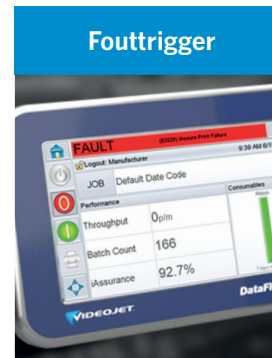 Fouttrigger
FAULT
(E3229) iAssure Print Failure
Logout: Manufacturer
9:39 AM 6/1
JOB Default Date Code
Performance
Consumables
Throughput 0p/m
Batch Count 166
iAssurance 92.7%
VIDEOJET
DataFl